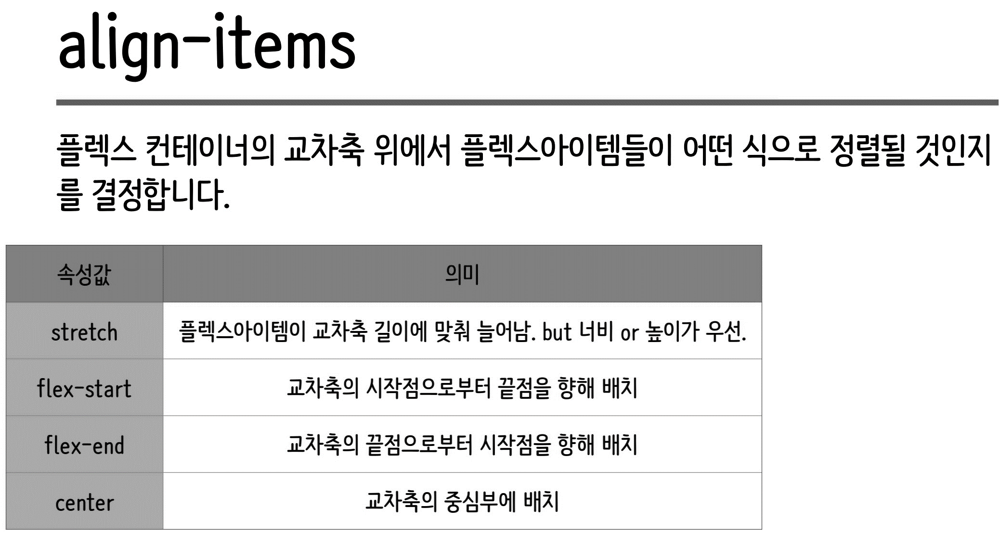 align-items
플렉스 컨테이너의 교차축 위에서 플렉스아이템들이 어떤 식으로 정렬될 것인지
를 결정합니다.
속성값 의미
stretch 플렉스아이템이 교차축 길이에 맞춰 늘어남. but 너비 or 높이가 우선.
flex-start 교차축의 시작점으로부터 끝점을 향해 배치
flex-end 교차축의 끝점으로부터 시작점을 향해 배치
center 교차축의 중심부에 배치